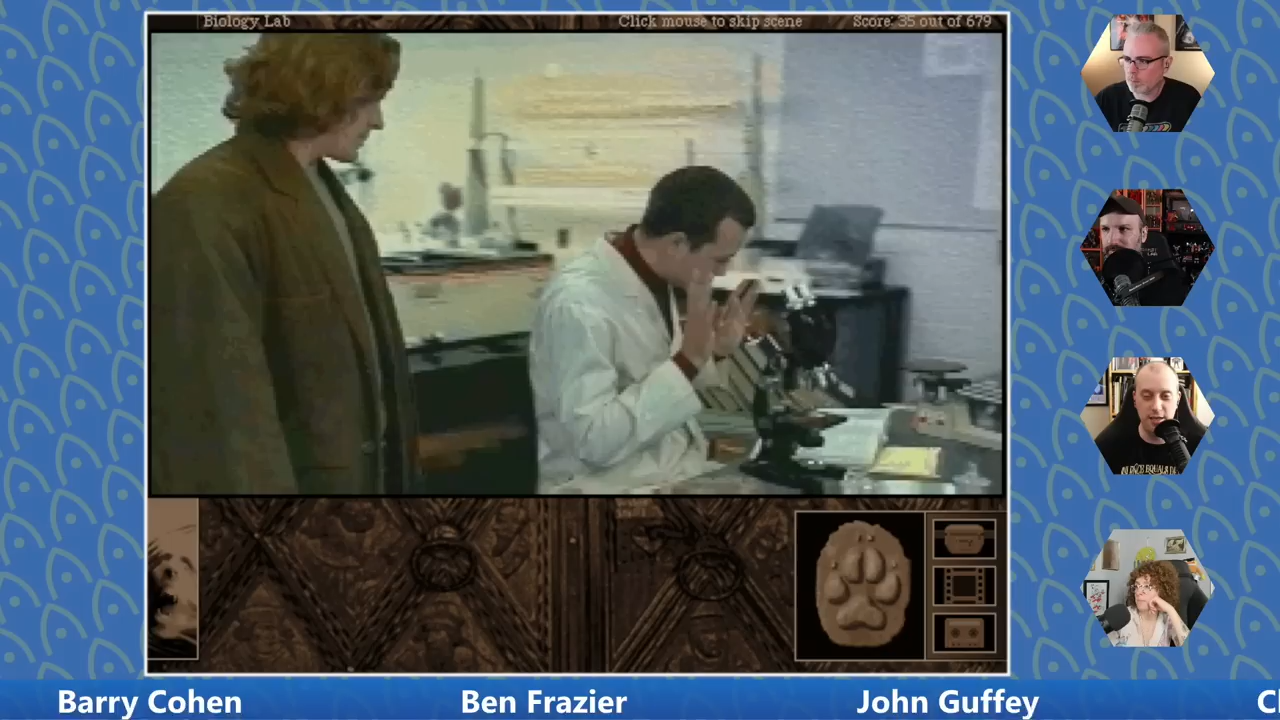 Biology Lab Click mouse to skip scene Score: 35 out of 679
Barry Cohen Ben Frazier John Guffey